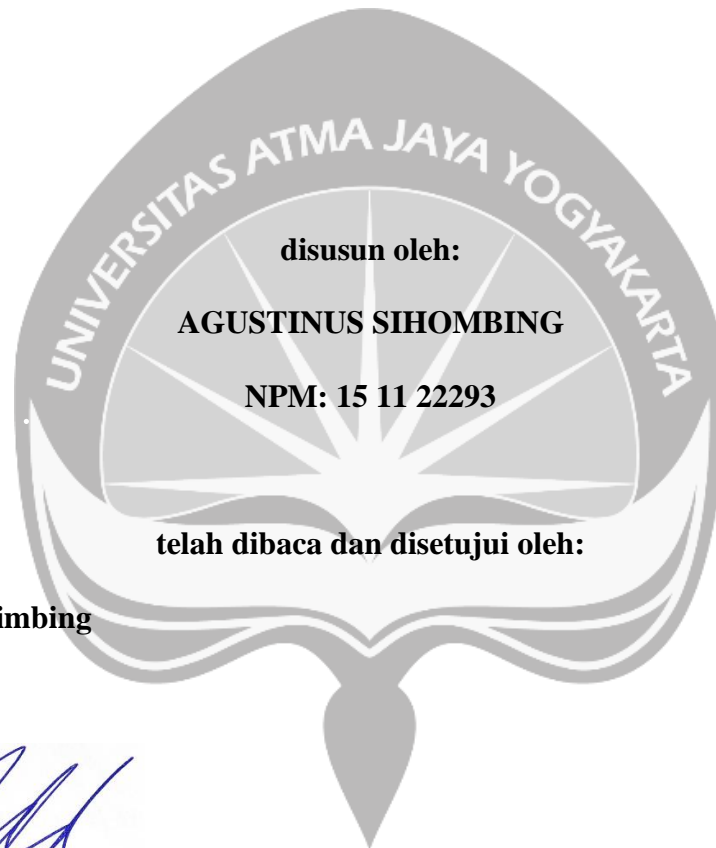 UNIVERSITAS ATMA JAYA YOGYAKARTA
disusun oleh:
AGUSTINUS SIHOMBING
NPM: 15 11 22293
telah dibaca dan disetujui oleh:
imbing